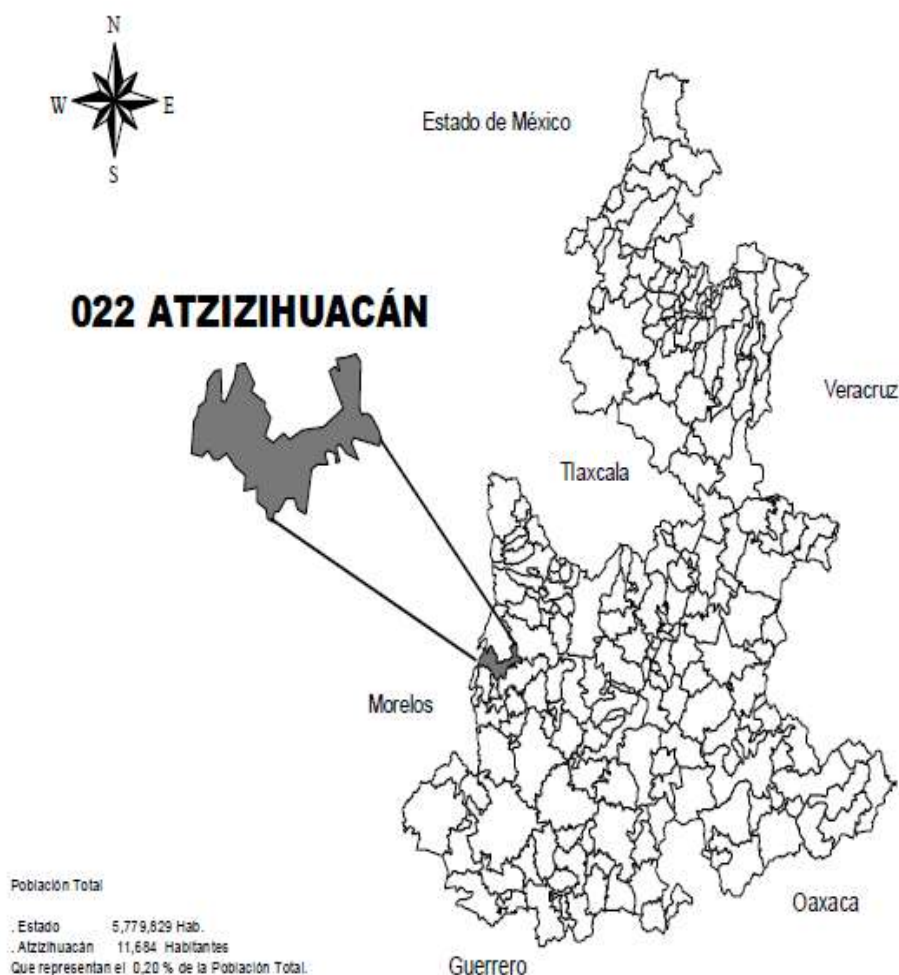 N
W E
S
Estado de México
022 ATZIZIHUACÁN
Veracruz
Tlaxcala
Morelos
Población Total
. Estado 5,779,829 Hab.
. Atzizihuacán 11,684 Habitantes
Que representan el 0,20 % de la Población Total.
Oaxaca
Guerrero